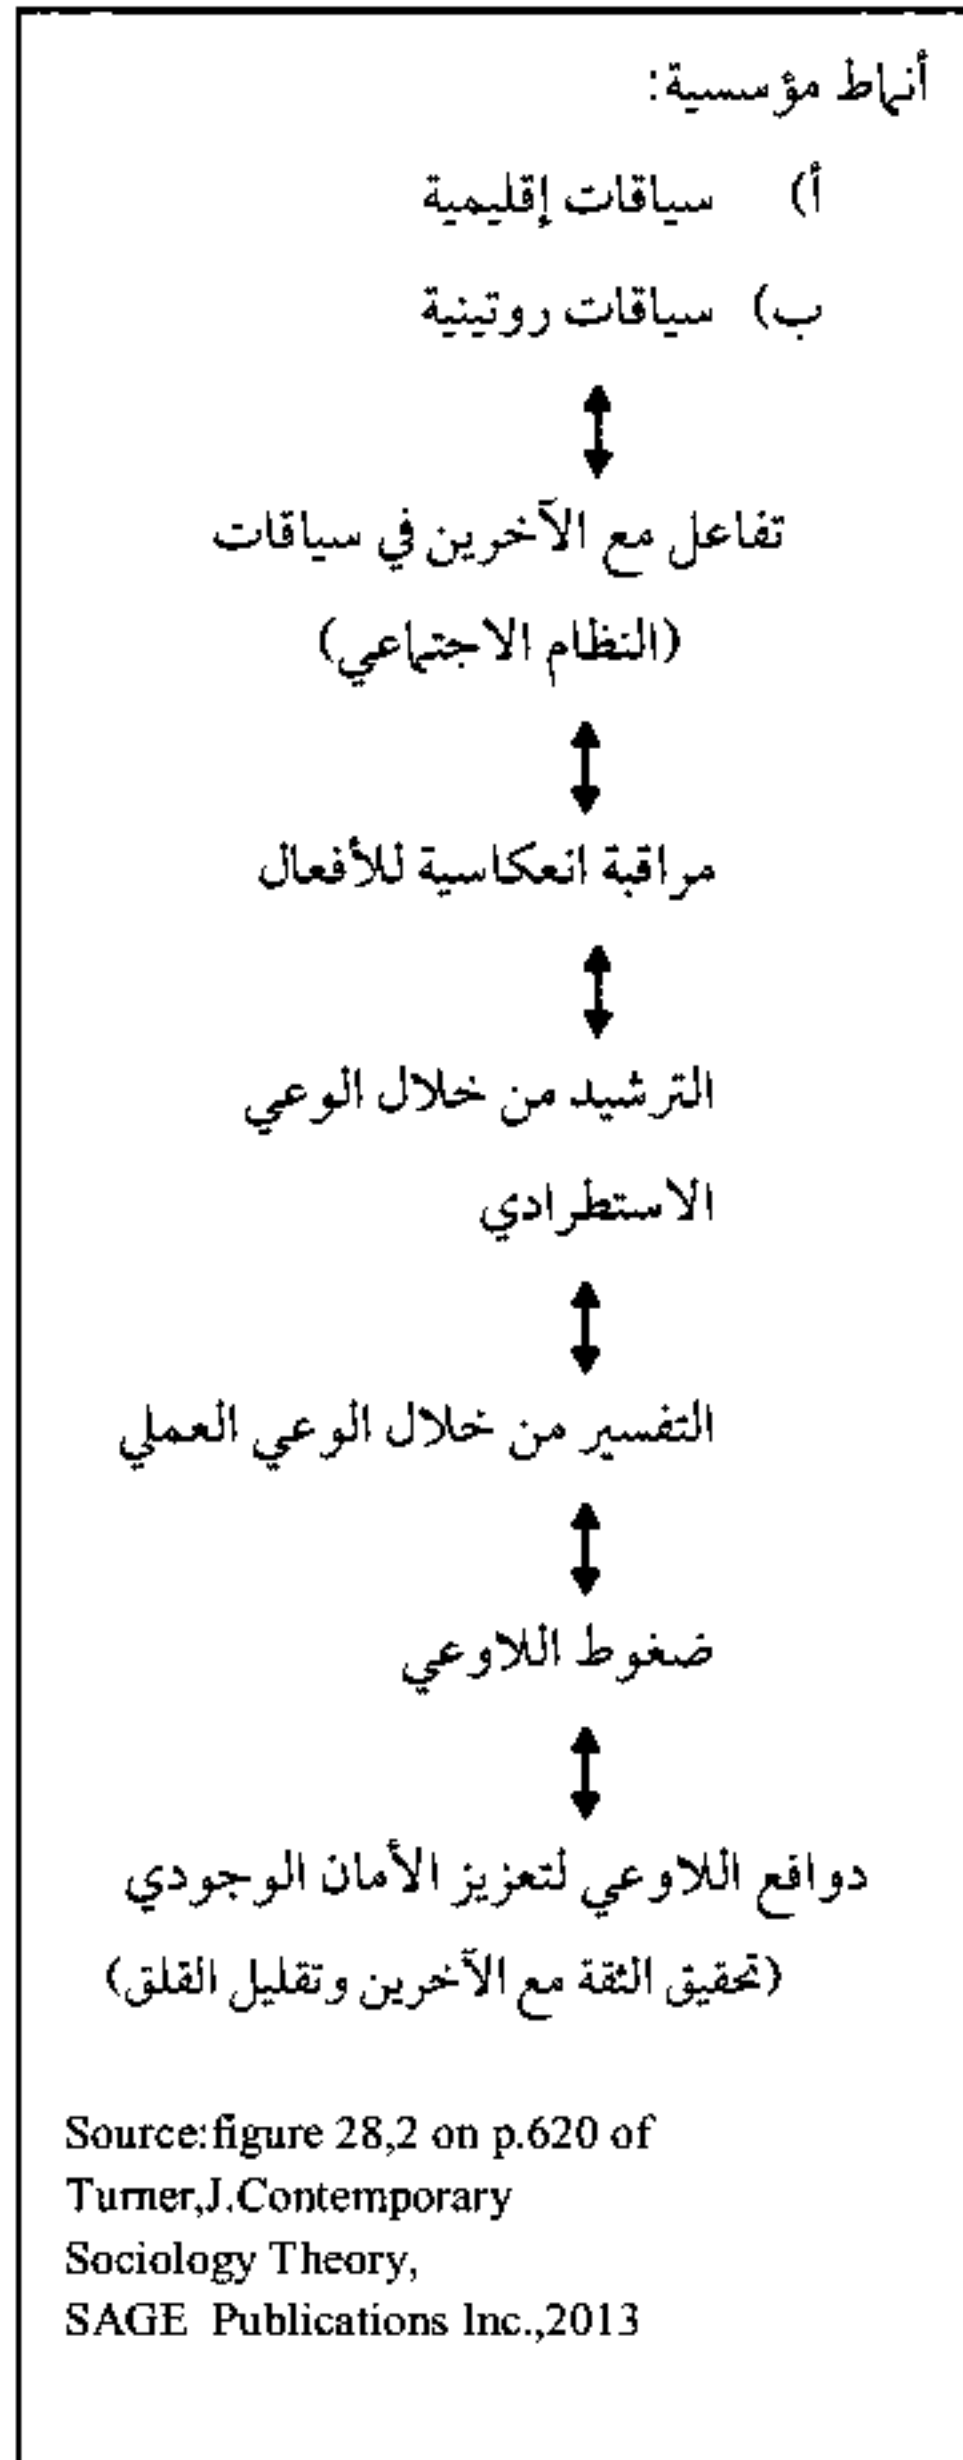 أنماط مؤسسية:
أ) سياقات إقليمية
ب) سياقات روتينية
تفاعل مع الآخرين في سياقات
(النظام الاجتماعي)
مراقبة انعكاسية للأفعال
الترشيد من خلال الوعي
الاستطرادي
التفسير من خلال الوعي العملي
ضغوط اللاوعي
دوافع اللاوعي لتعزيز الأمان الوجودي
(تحقيق الثقة مع الآخرين وتقليل القلق)
Source:figure 28,2 on p.620 of
Turner,J.Contemporary
Sociology Theory,
SAGE Publications Inc.,2013